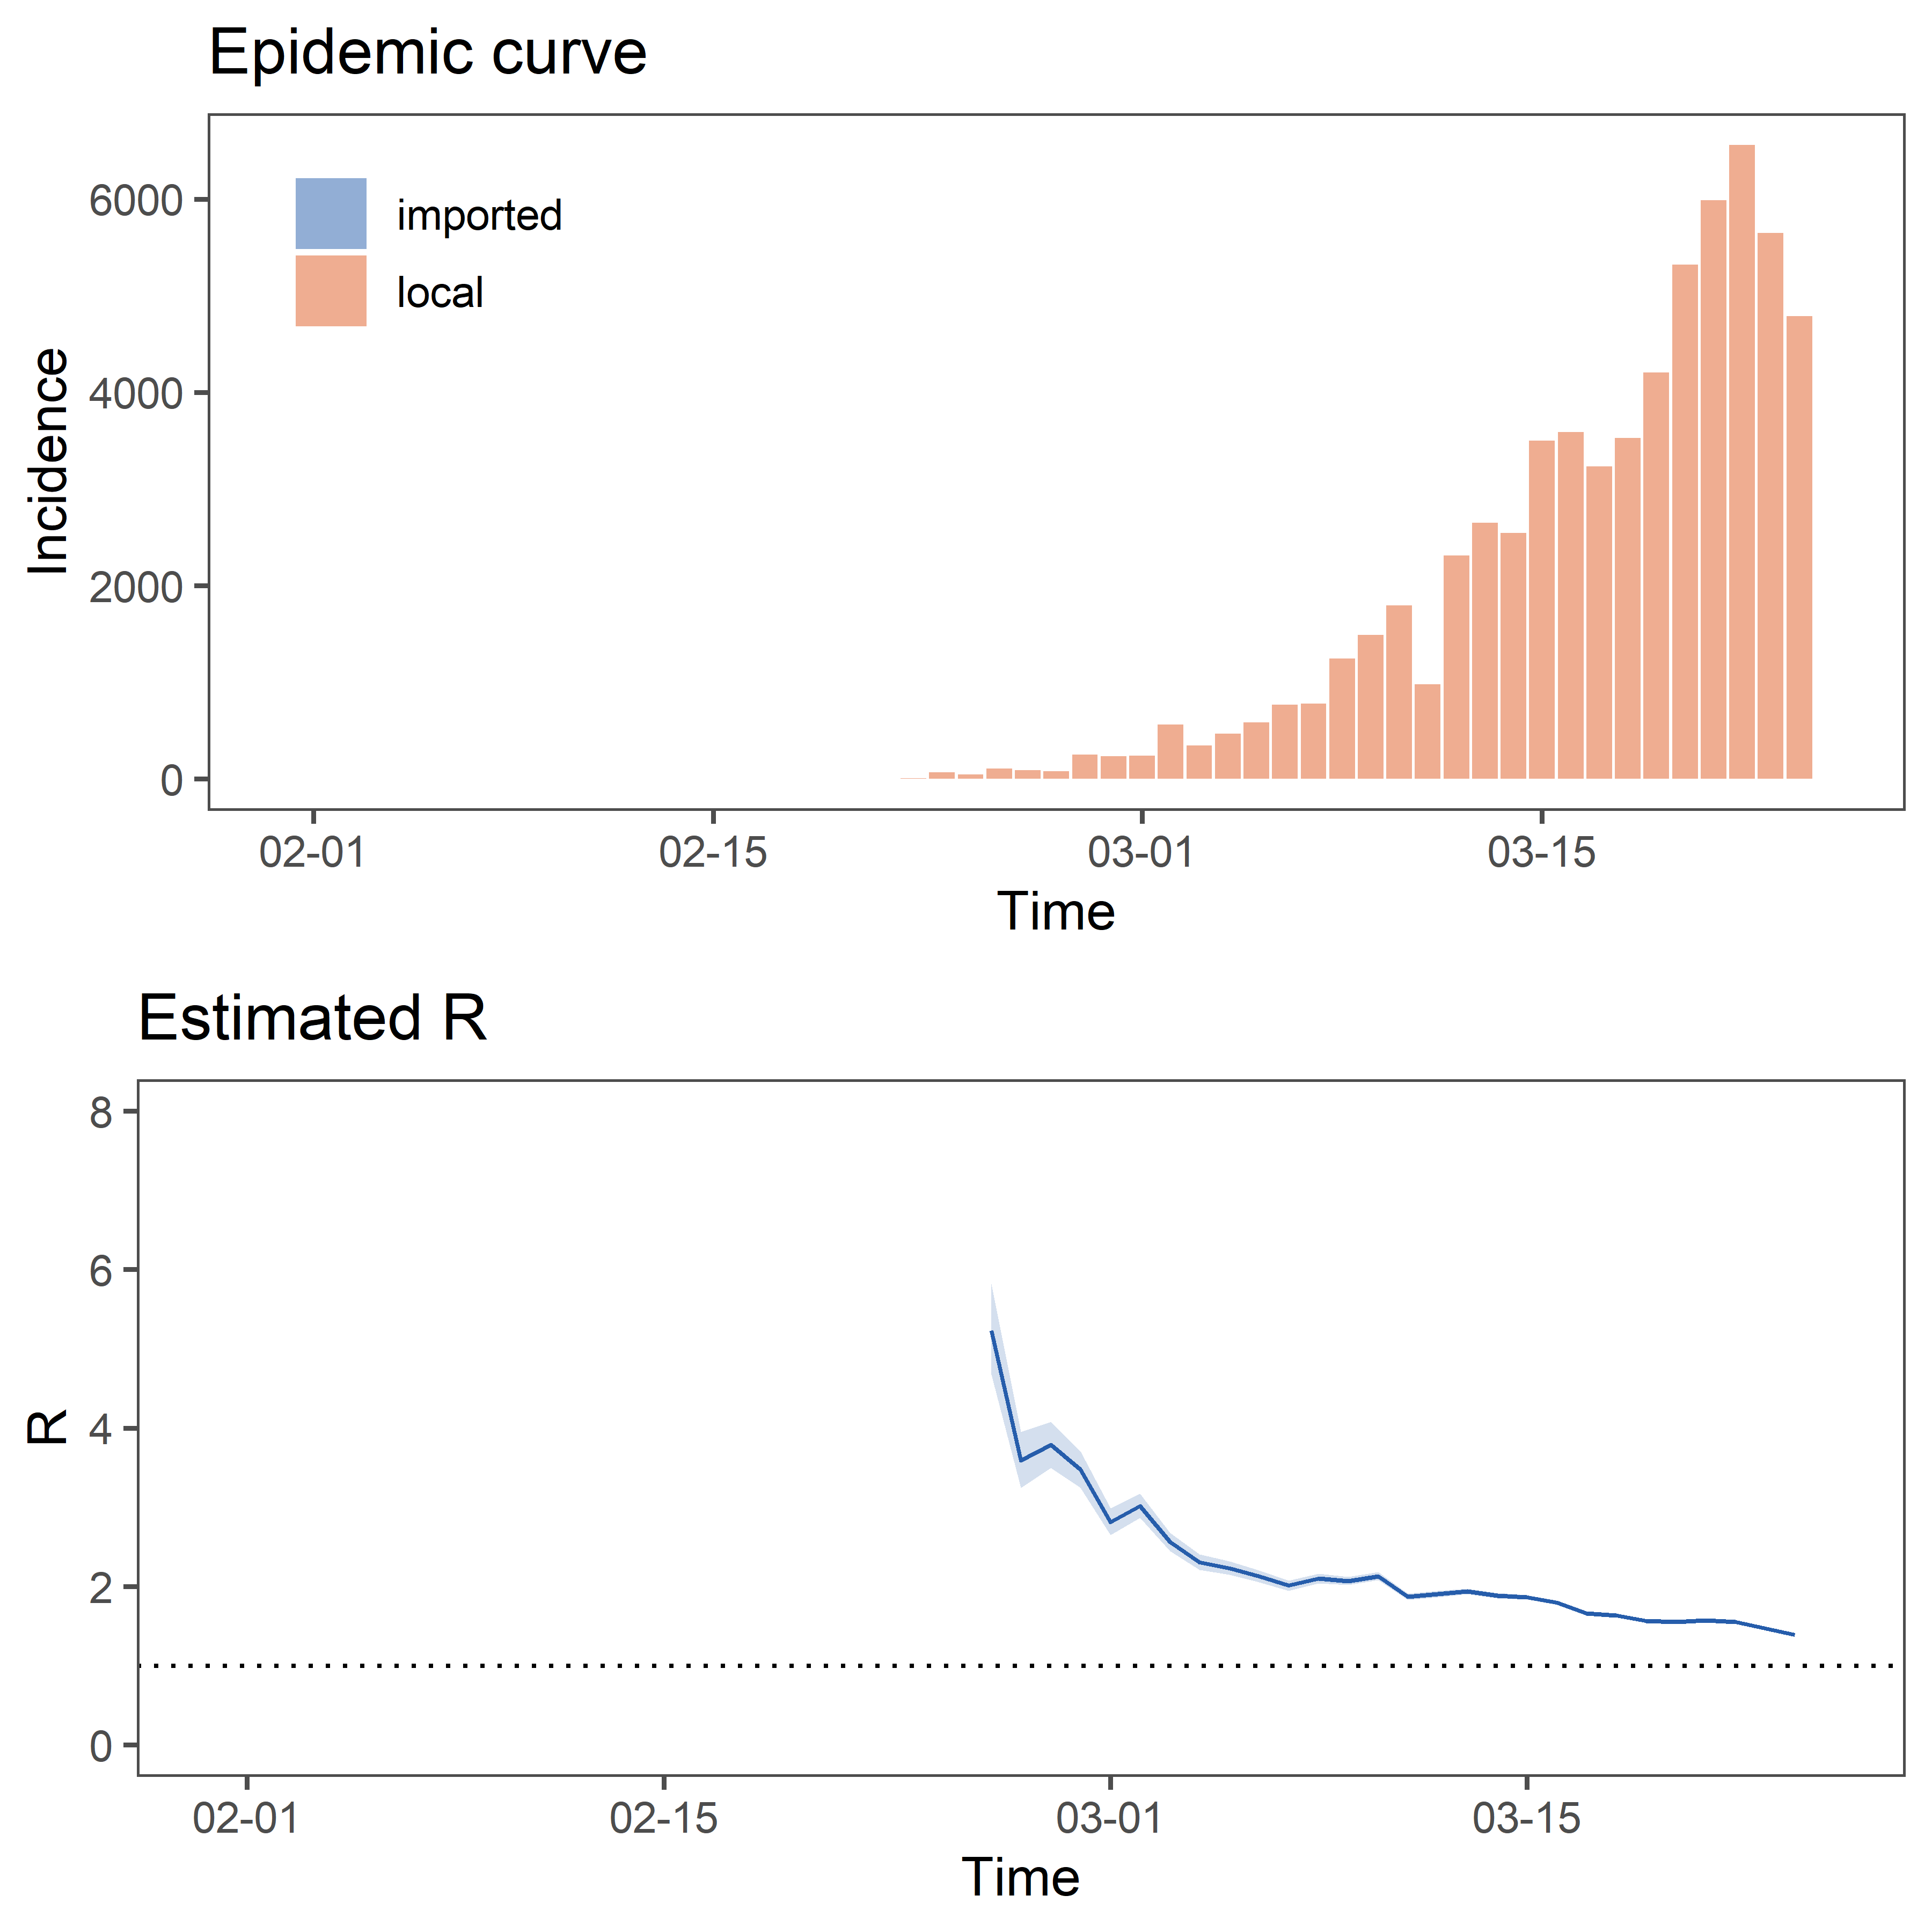 Epidemic curve
6000
4000
2000
0
Incidence
imported
local
02-01 02-15 03-01 03-15
Time
Estimated R
8
6
4
2
0
R
02-01 02-15 03-01 03-15
Time